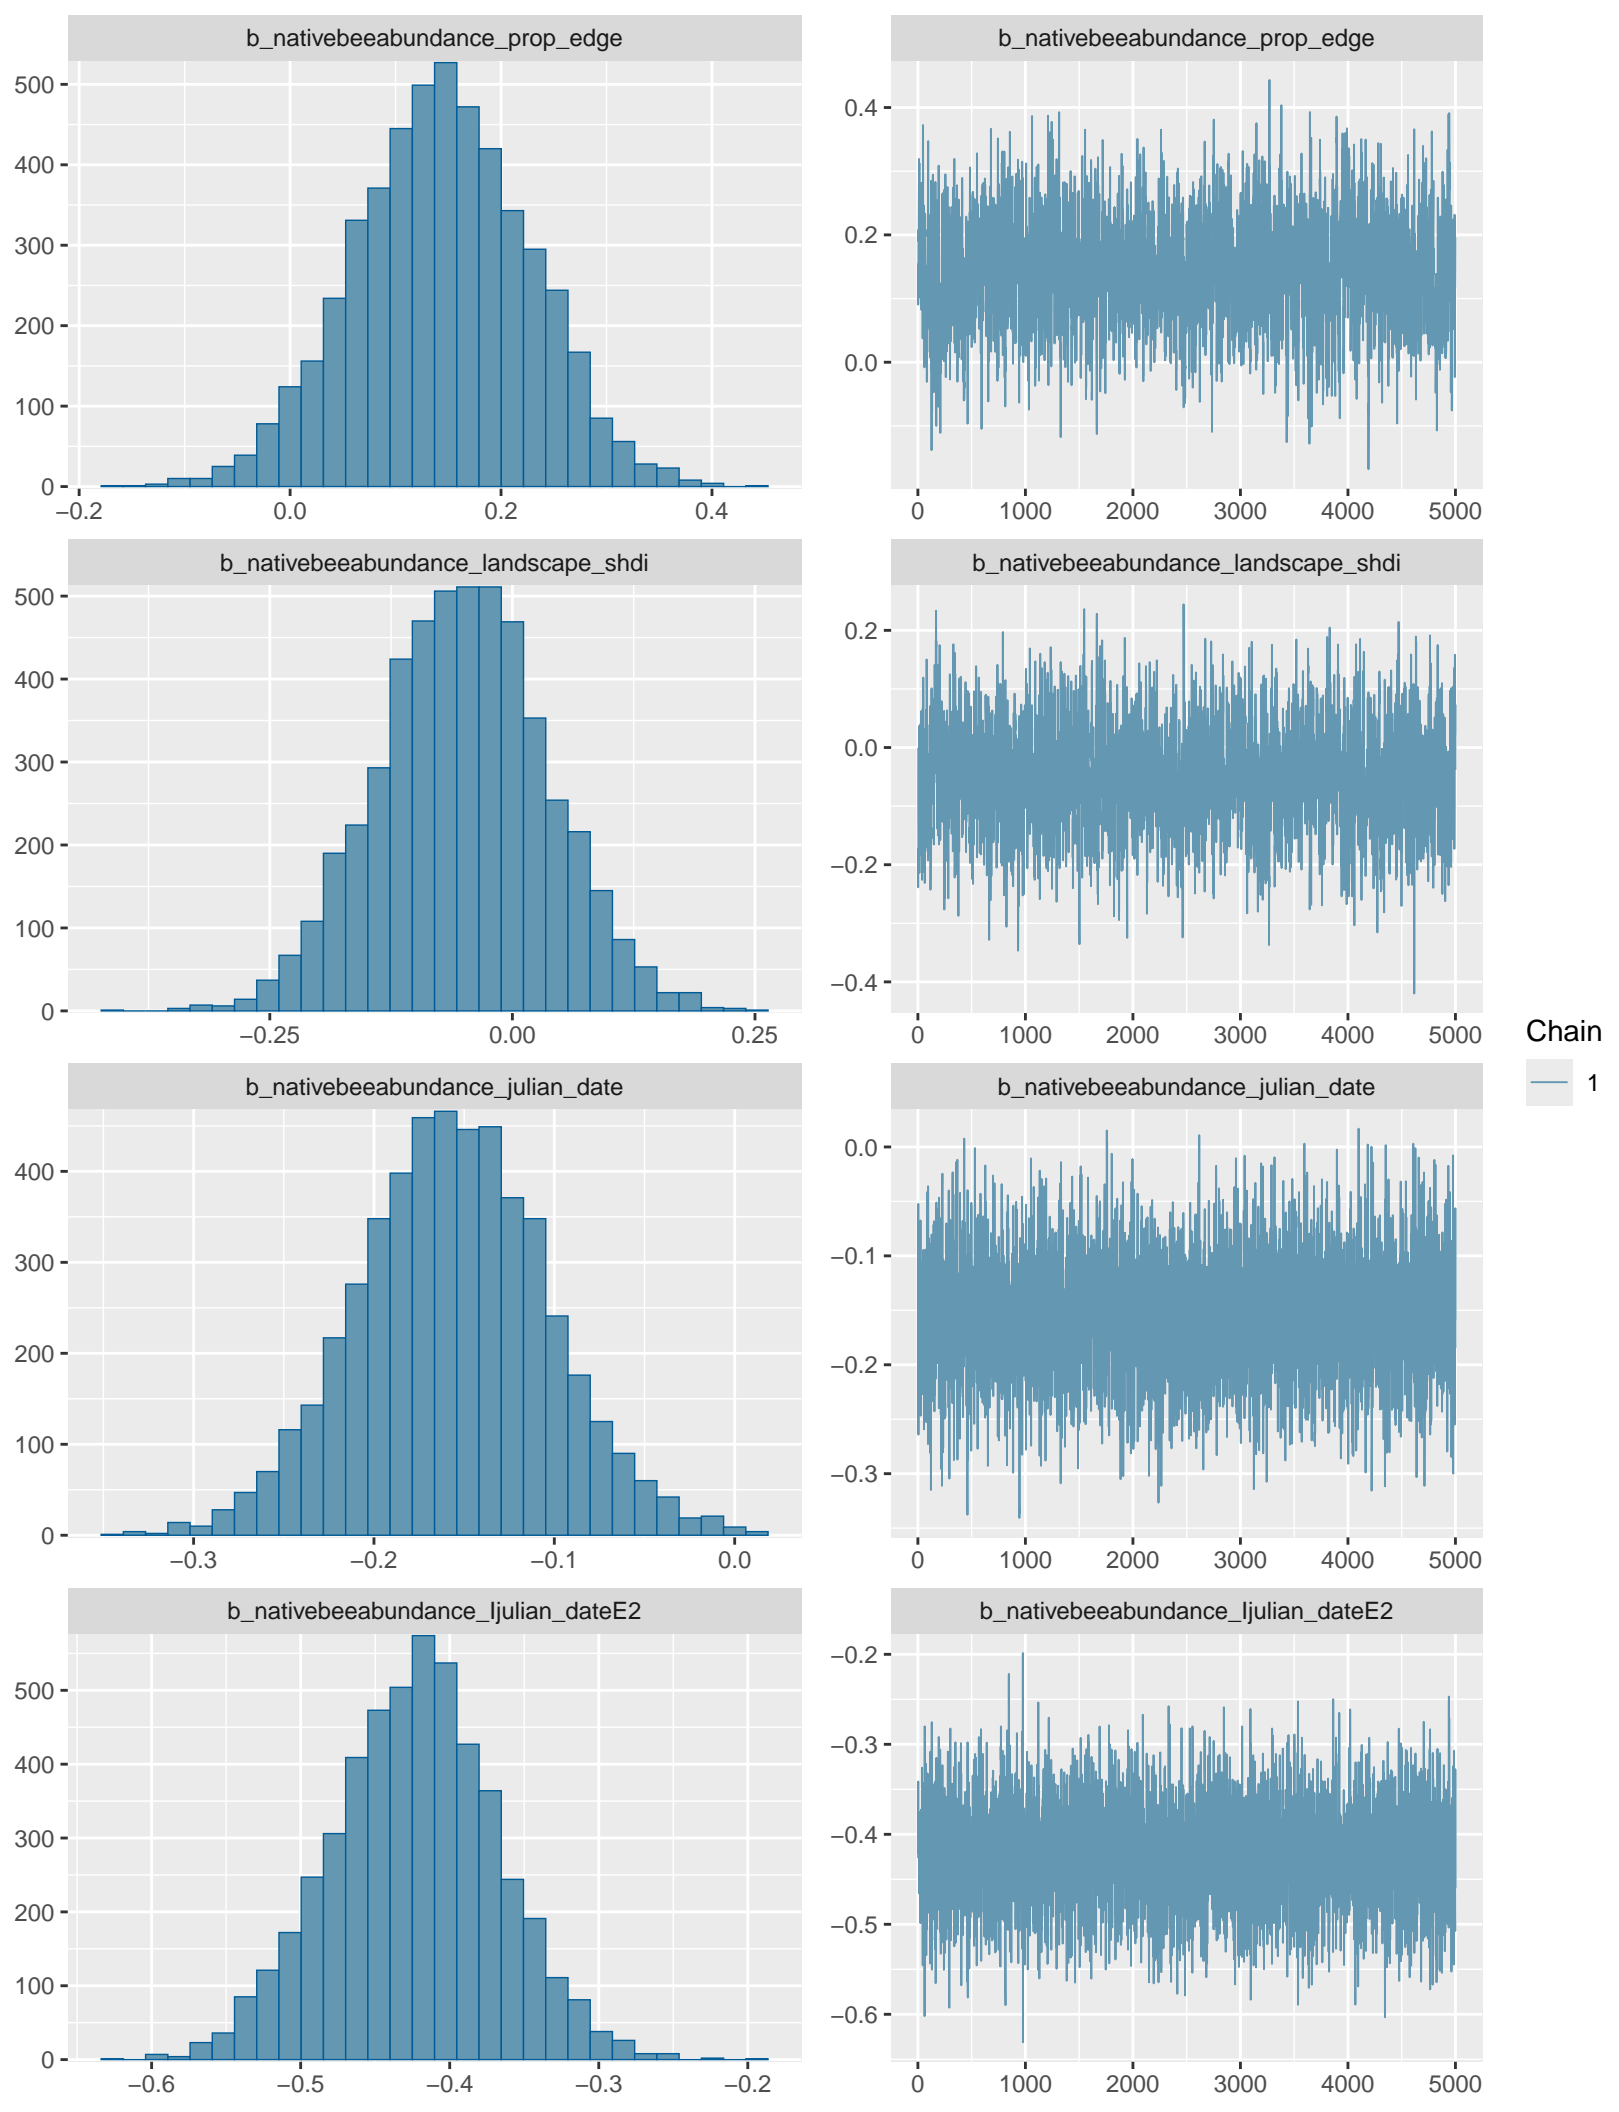 b_nativebeeabundance_prop_edge
b_nativebeeabundance_prop_edge
500
400
300
200
100
0
−0.2 0.0 0.2 0.4
0.4
0.2
0.0
0 1000 2000 3000 4000 5000
b_nativebeeabundance_landscape_shdi
b_nativebeeabundance_landscape_shdi
500
400
300
200
100
0
−0.25 0.00 0.25
0.2
0.0
−0.2
−0.4
0 1000 2000 3000 4000 5000
b_nativebeeabundance_julian_date
b_nativebeeabundance_julian_date
400
300
200
100
0
−0.3 −0.2 −0.1 0.0
0.0
−0.1
−0.2
−0.3
0 1000 2000 3000 4000 5000
b_nativebeeabundance_Ijulian_dateE2
b_nativebeeabundance_Ijulian_dateE2
500
400
300
200
100
0
−0.6 −0.5 −0.4 −0.3 −0.2
−0.2
−0.3
−0.4
−0.5
−0.6
0 1000 2000 3000 4000 5000
Chain
1